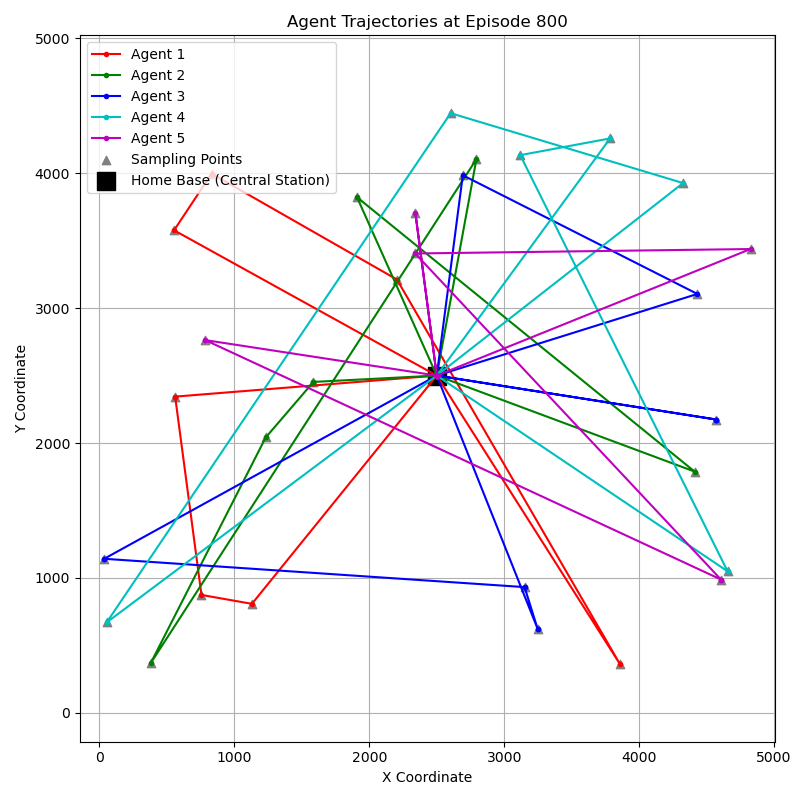 Agent Trajectories at Episode 800
Agent 1
Agent 2
Agent 3
Agent 4
Agent 5
Sampling Points
Home Base (Central Station)
5000
4000
3000
2000
1000
0
Y Coordinate
0 1000 2000 3000 4000 5000
X Coordinate